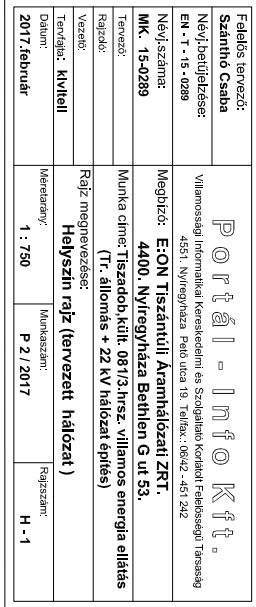 Felelős tervező:
Szánthó Csaba
Portál - Info Kft.
Villamossági Informatikai Kereskedelmi és Szolgáltató Korlátolt Felelősségű Társaság
4551. Nyíregyháza Pető utca 19. Tel/fax.: 06/42 - 451 242
Névj.betűjelzése:
EN - T - 15 - 0289
Névj.száma:
MK. 15-0289
Megbízó: E:ON Tiszántúli Áramhálózati ZRT.
4400. Nyíregyháza Bethlen G ut 53.
Tervező:
Rajzoló:
Munka címe: Tiszadob,kült. 081/3.hrsz. villamos energia ellátás
(Tr. állomás + 22 kV hálózat építés)
Vezető:
Tervfajta: kivitell
Rajz megnevezése:
Helyszín rajz (tervezett hálózat )
Dátum:
2017.február
Méretarány:
1 : 750
Munkaszám:
P 2 / 2017
Rajzszám:
H - 1